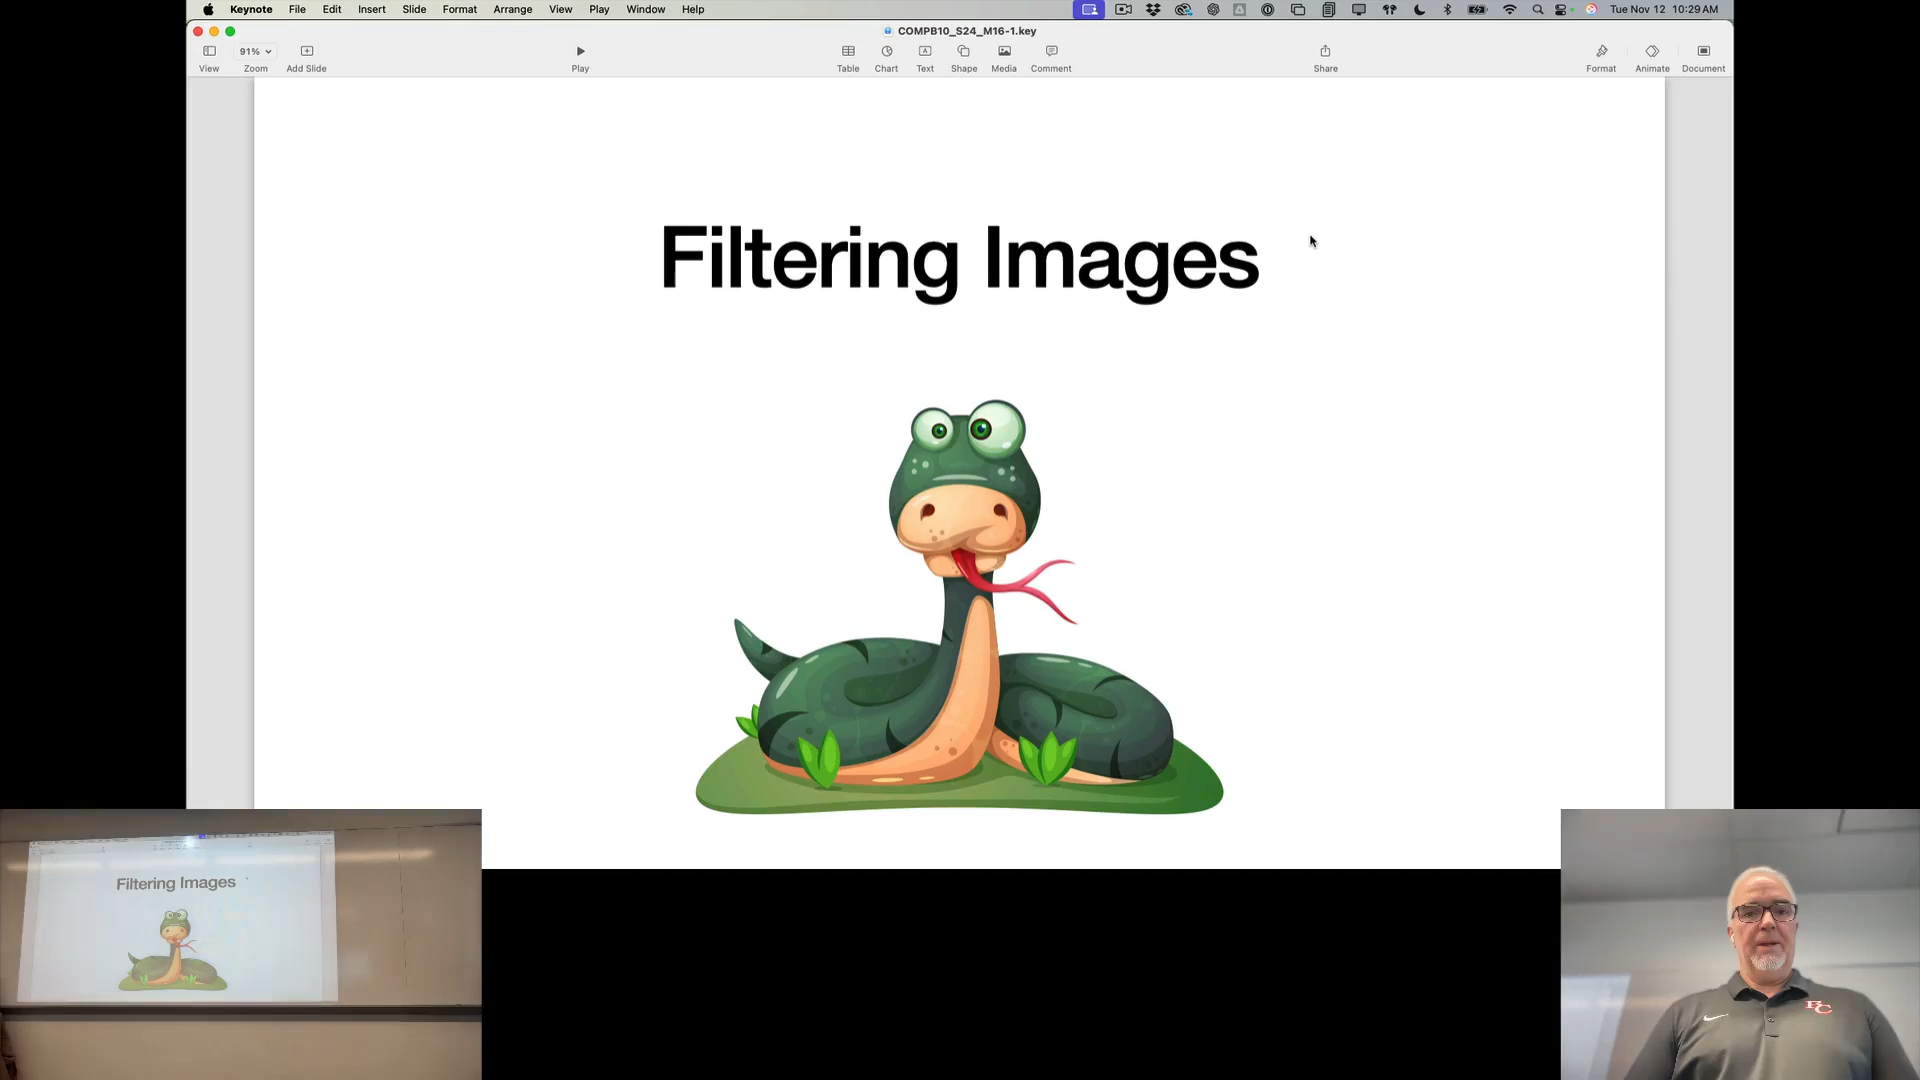 Keynote File Edit Insert Slide Format Arrange View Play Window Help Tue Nov 12 10:29 AM
COMPB10_S24_M16-1.key
91%
View Zoom Add Slide Play Table Chart Text Shape Media Comment Share Format Animate Document
Filtering Images
Filtering Images
BC